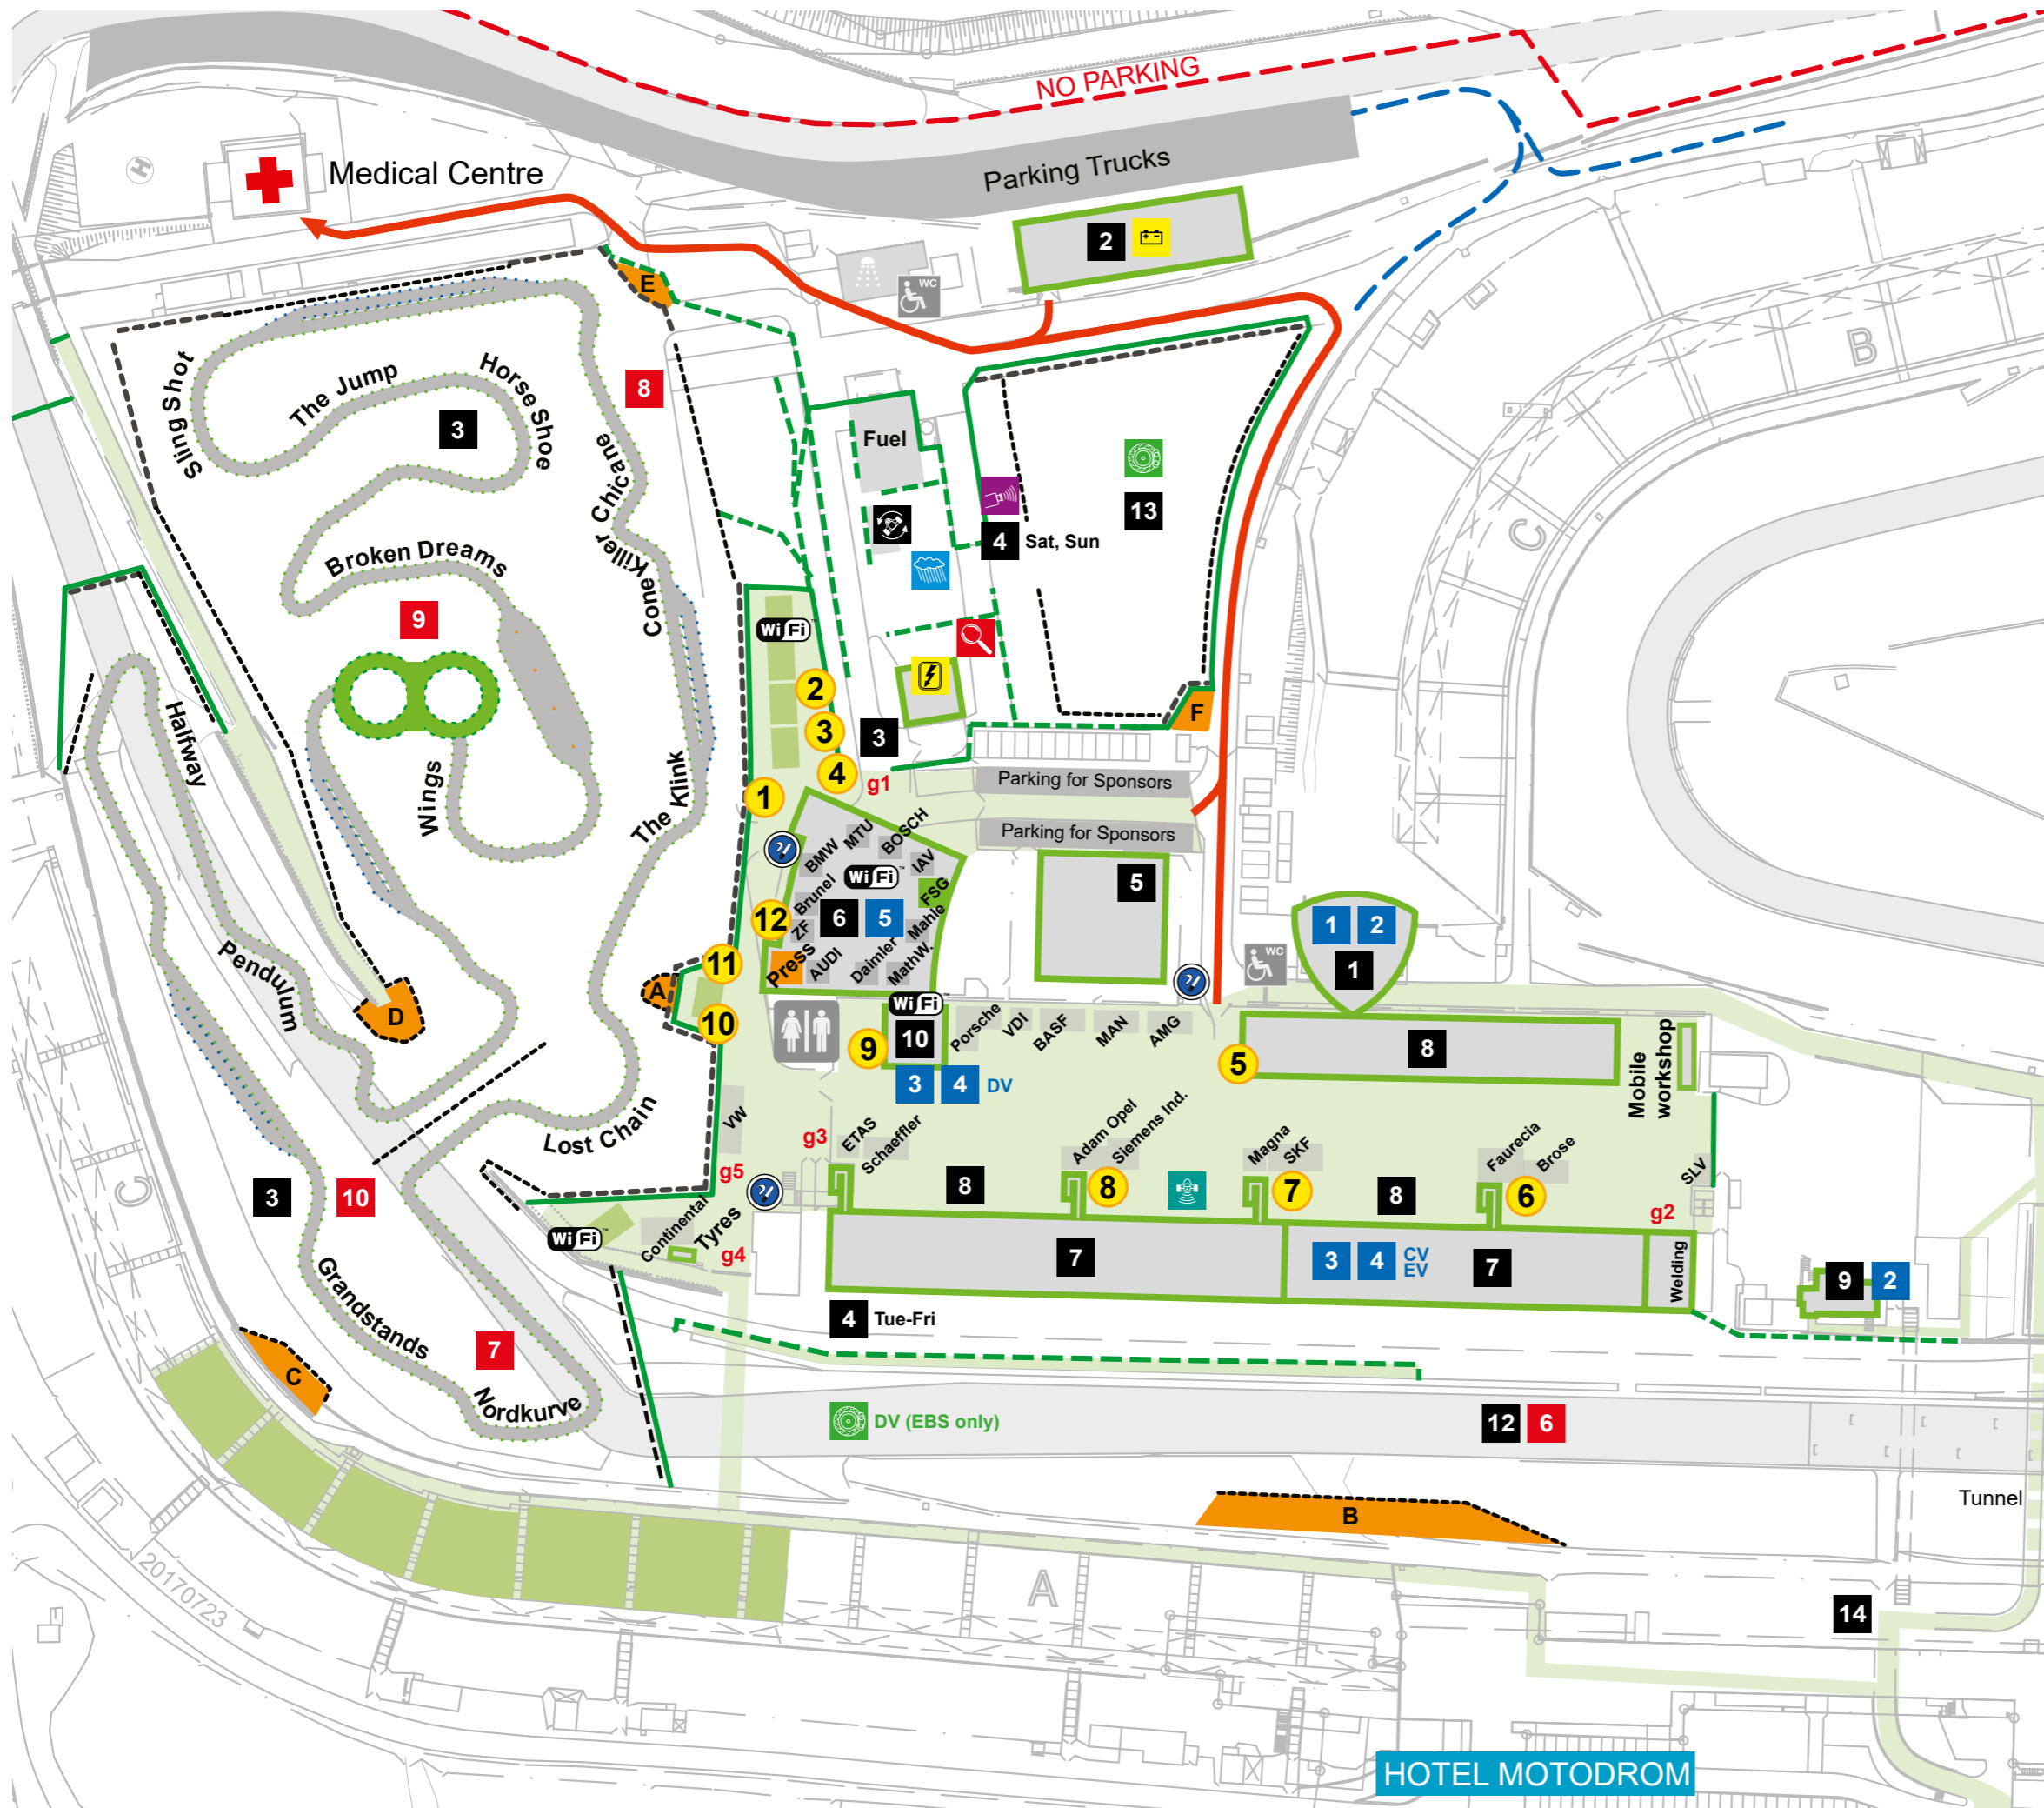 NO PARKING
Parking Trucks
H
Medical Centre
2
WC
E
B
Sling Shot
The Jump
Horse Shoe
8
3
Fuel
Cone Killer Chicane
C
13
4 Sat, Sun
Broken Dreams
9
WiFi
2
3
3
4
g1
1
F
Halfway
Wings
The Klink
Parking for Sponsors
Parking for Sponsors
BMW
MTU
BOSCH
IAV
WiFi
FSG
Brunel
12
ZF
6
5
Mahle
Press
AUDI
Daimler
MathW.
5
1
2
1
WC
11
A
10
Pendulum
D
WiFi
9
10
Porsche
VDI
BASF
MAN
AMG
3
4
DV
5
8
Mobile
workshop
Lost Chain
VW
g3
ETAS
Schaeffler
Adam Opel
Siemens Ind.
Magna
SKF
Faurecia
Brose
SLV
g5
8
8
7
8
6
g2
C
3
10
WiFi
Continental
Tyres
g4
7
3
4
CV
EV
7
Welding
9
2
Grandstands
4 Tue-Fri
7
C
Nordkurve
DV (EBS only)
12
6
Tunnel
B
20170723
A
14
HOTEL MOTODROM